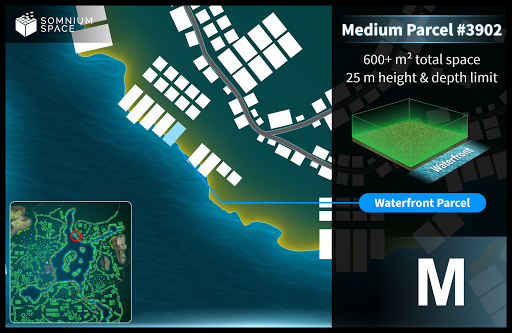 SOMNIUM
SPACE
Medium Parcel #3902
600+ m² total space
25 m height & depth limit
Waterfront
Waterfront Parcel
M